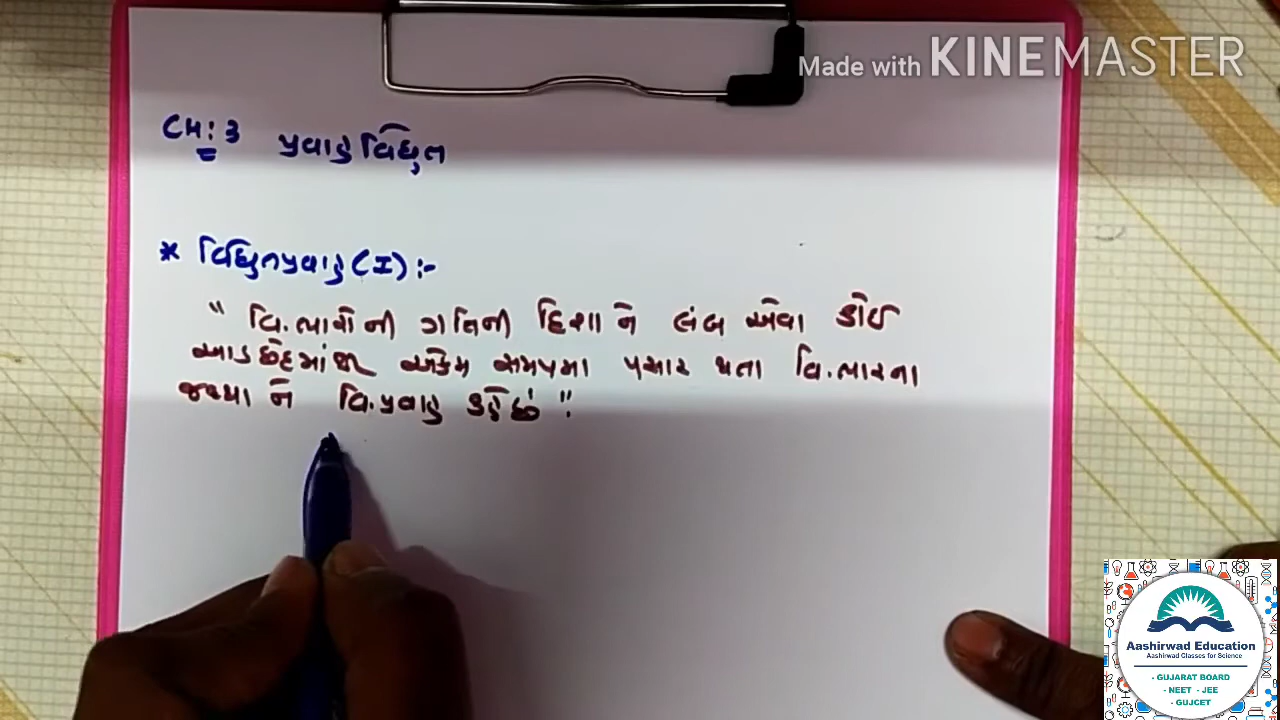 Made with KINEMASTER
CH: 3 પ્રવાહ વિદ્યુત
* વિદ્યુતપ્રવાહ (I) :-
" વિ.ભારોની ગતિની દિશાને લંબ એવા કોઈ
આડછેદમાંથી એકમ સમયમા પસાર થતા વિ.ભારના
જથ્થા ને વિ.પ્રવાહ કહે છે "
Aashirwad Education
Aashirwad Classes for Science
- GUJARAT BOARD
- NEET - JEE
- GUJCET